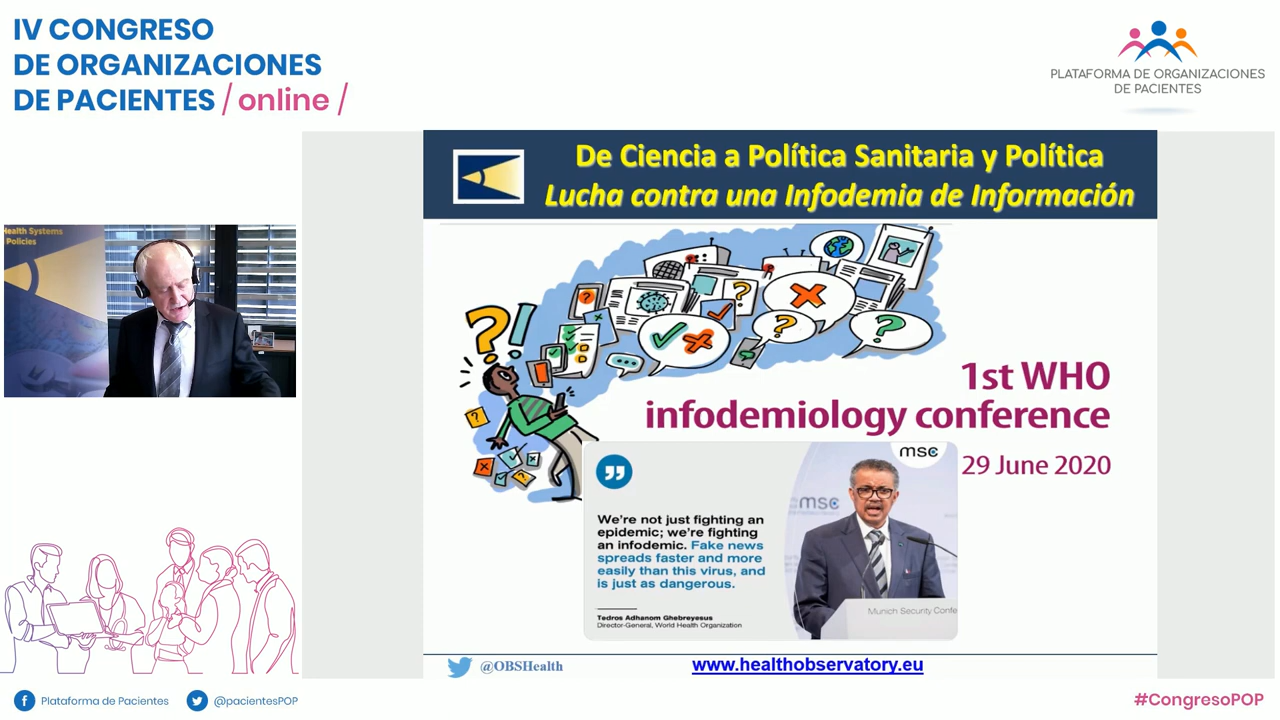 IV CONGRESO
DE ORGANIZACIONES
DE PACIENTES / online /
PLATAFORMA DE ORGANIZACIONES
DE PACIENTES
De Ciencia a Política Sanitaria y Política
Lucha contra una Infodemia de Información
Health Systems
Policies
1st WHO
infodemiology conference
29 June 2020
msc
msc
We're not just fighting an
epidemic; we're fighting
an infodemic. Fake news
spreads faster and more
easily than this virus, and
is just as dangerous.
Tedros Adhanom Ghebreyesus
Director-General, World Health Organization
Munich Security Confe
@OBSHealth
www.healthobservatory.eu
Plataforma de Pacientes
@pacientesPOP
#CongresoPOP